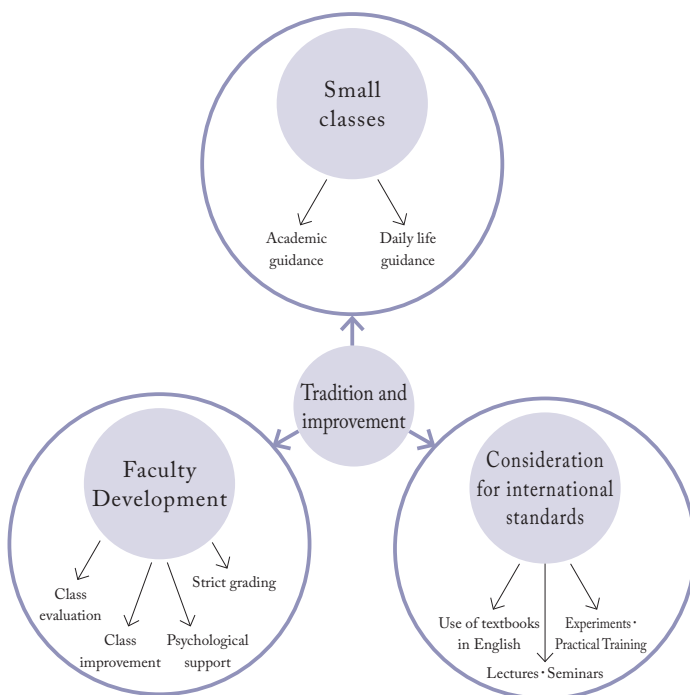 Small
classes
Academic
guidance
Daily life
guidance
Tradition and
improvement
Faculty
Development
Class
evaluation
Class
improvement
Psychological
support
Strict grading
Consideration
for international
standards
Use of textbooks
in English
Lectures・Seminars
Experiments・
Practical Training